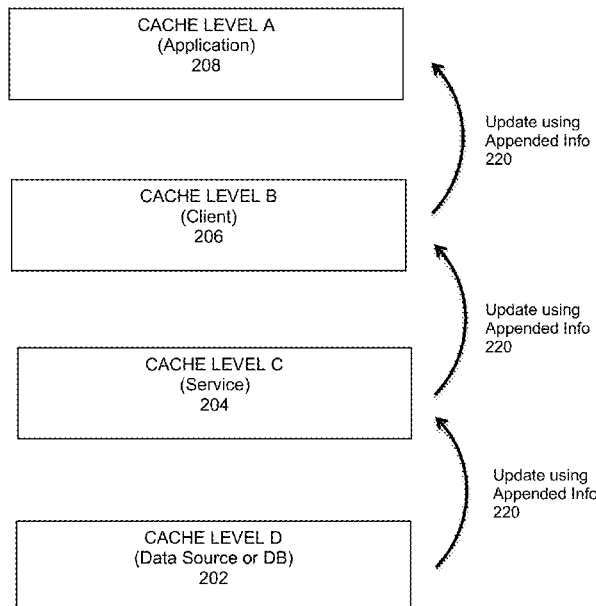 CACHE LEVEL A
(Application)
208
Update using
Appended Info
220
CACHE LEVEL B
(Client)
206
Update using
Appended Info
220
CACHE LEVEL C
(Service)
204
Update using
Appended Info
220
CACHE LEVEL D
(Data Source or DB)
202